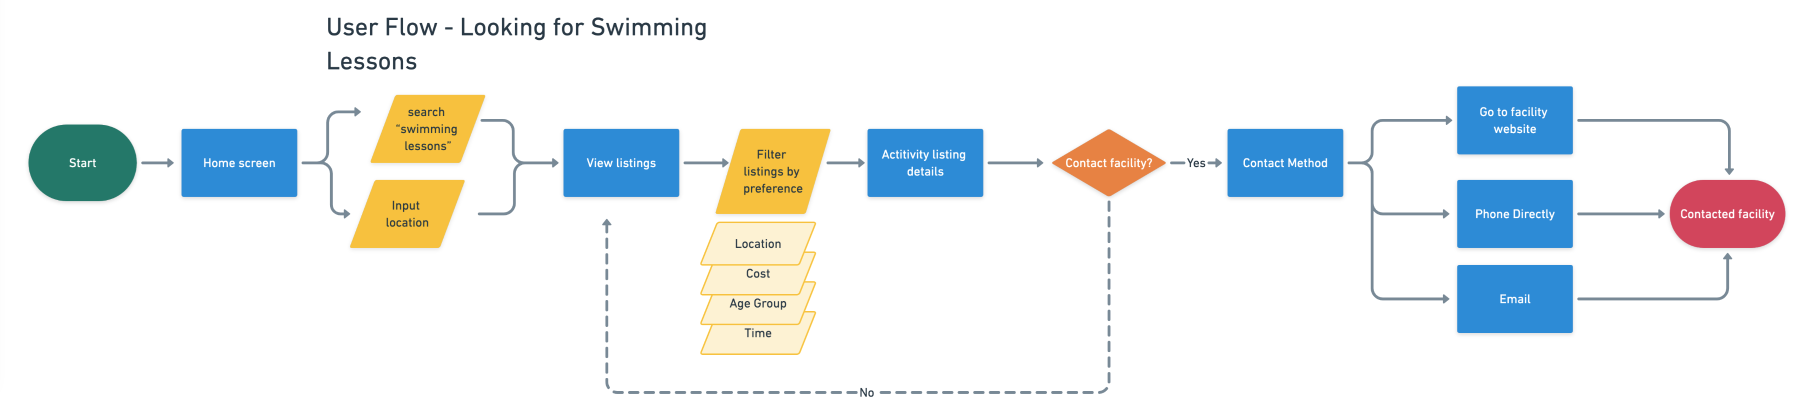 User Flow - Looking for Swimming
Lessons
Start
Home screen
search
"swimming
lessons"
Input
location
View listings
Filter
listings by
preference
Location
Cost
Age Group
Time
Actitivity listing
details
Contact facility?
Yes
No
Contact Method
Go to facility
website
Phone Directly
Email
Contacted facility